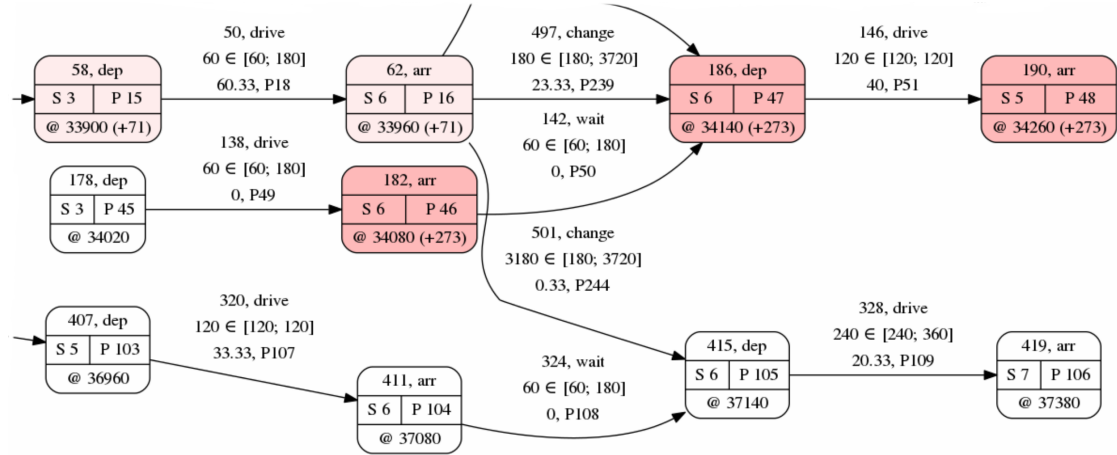 50, drive
60 ∈ [60; 180]
60.33, P18
497, change
180 ∈ [180; 3720]
23.33, P239
146, drive
120 ∈ [120; 120]
40, P51
58, dep
S 3 P 15
@ 33900 (+71)
62, arr
S 6 P 16
@ 33960 (+71)
186, dep
S 6 P 47
@ 34140 (+273)
190, arr
S 5 P 48
@ 34260 (+273)
138, drive
60 ∈ [60; 180]
0, P49
142, wait
60 ∈ [60; 180]
0, P50
178, dep
S 3 P 45
@ 34020
182, arr
S 6 P 46
@ 34080 (+273)
501, change
3180 ∈ [180; 3720]
0.33, P244
320, drive
120 ∈ [120; 120]
33.33, P107
328, drive
240 ∈ [240; 360]
20.33, P109
407, dep
S 5 P 103
@ 36960
324, wait
60 ∈ [60; 180]
0, P108
411, arr
S 6 P 104
@ 37080
415, dep
S 6 P 105
@ 37140
419, arr
S 7 P 106
@ 37380